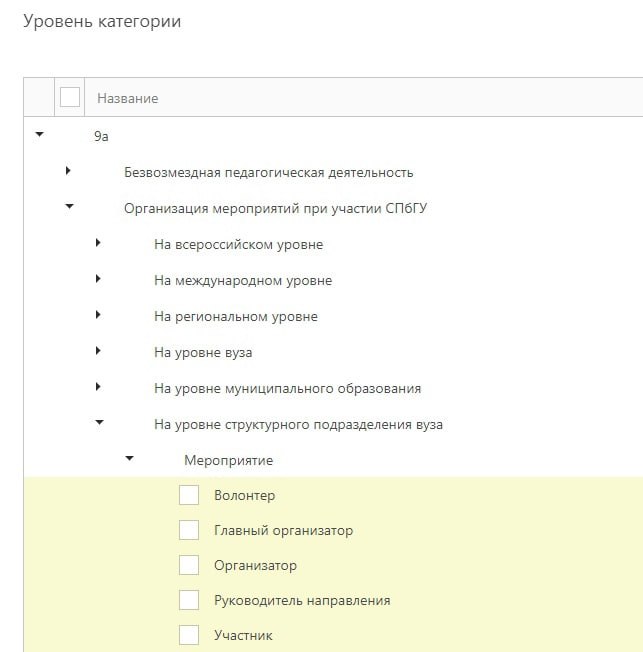 Уровень категории
Название
9а
Безвозмездная педагогическая деятельность
Организация мероприятий при участии СПбГУ
На всероссийском уровне
На международном уровне
На региональном уровне
На уровне вуза
На уровне муниципального образования
На уровне структурного подразделения вуза
Мероприятие
Волонтер
Главный организатор
Организатор
Руководитель направления
Участник